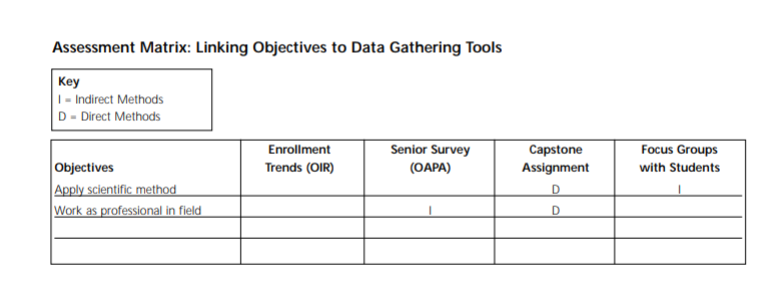 Assessment Matrix: Linking Objectives to Data Gathering Tools
Key
I = Indirect Methods
D = Direct Methods
Objectives Enrollment Trends (OIR) Senior Survey (OAPA) Capstone Assignment Focus Groups with Students
Apply scientific method D I
Work as professional in field I D